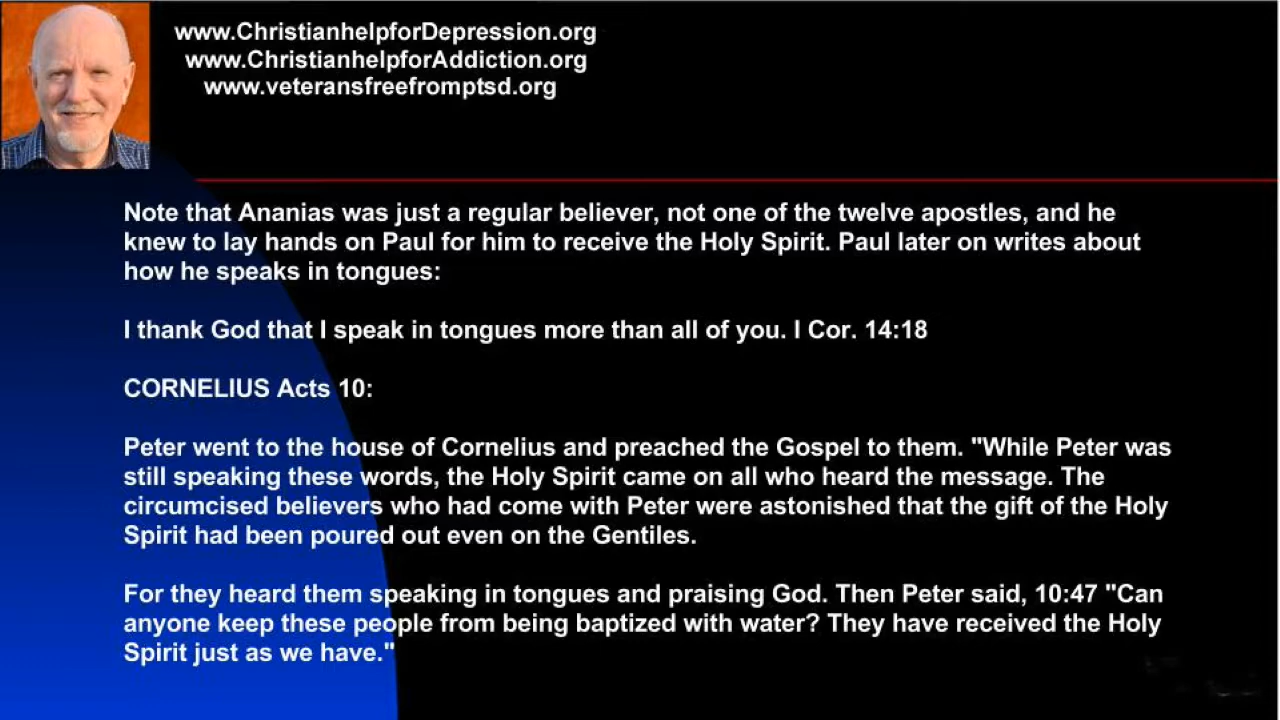 www.ChristianhelpforDepression.org
www.ChristianhelpforAddiction.org
www.veteransfreefromptsd.org
Note that Ananias was just a regular believer, not one of the twelve apostles, and he
knew to lay hands on Paul for him to receive the Holy Spirit. Paul later on writes about
how he speaks in tongues:
I thank God that I speak in tongues more than all of you. I Cor. 14:18
CORNELIUS Acts 10:
Peter went to the house of Cornelius and preached the Gospel to them. "While Peter was
still speaking these words, the Holy Spirit came on all who heard the message. The
circumcised believers who had come with Peter were astonished that the gift of the Holy
Spirit had been poured out even on the Gentiles.
For they heard them speaking in tongues and praising God. Then Peter said, 10:47 "Can
anyone keep these people from being baptized with water? They have received the Holy
Spirit just as we have."